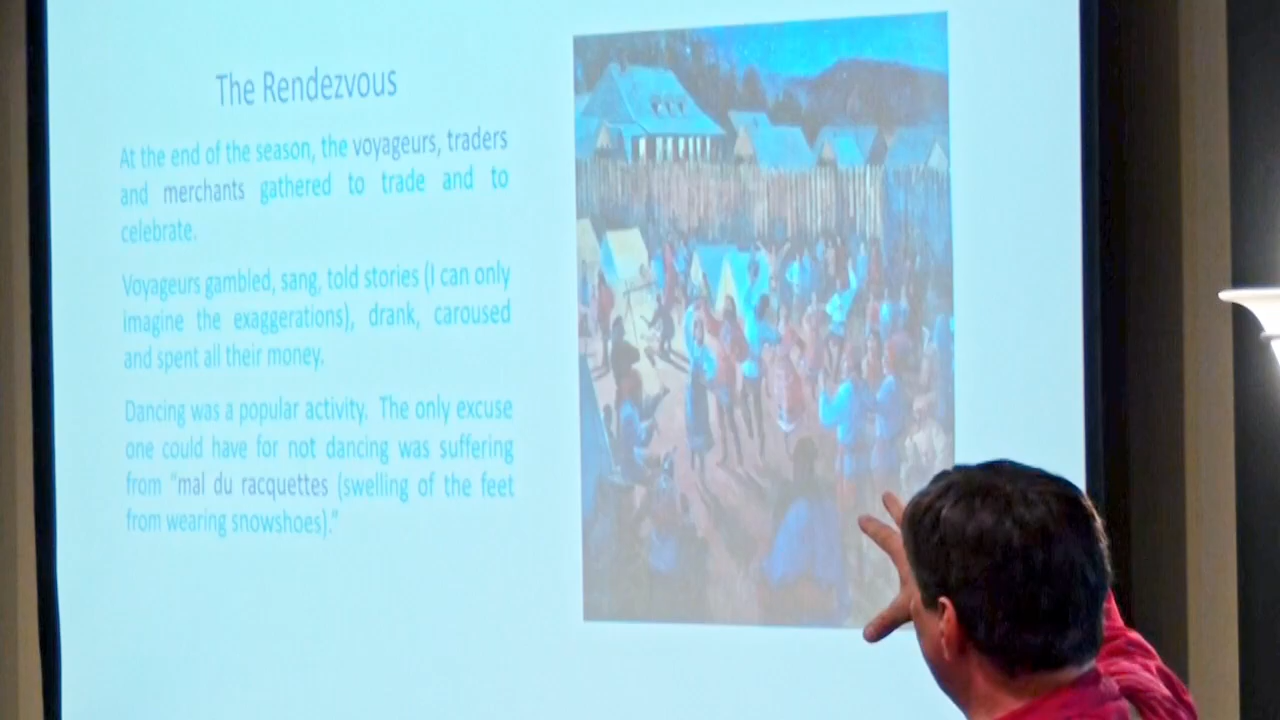 The Rendezvous
At the end of the season, the voyageurs, traders
and merchants gathered to trade and to
celebrate.
Voyageurs gambled, sang, told stories (I can only
imagine the exaggerations), drank, caroused
and spent all their money.
Dancing was a popular activity. The only excuse
one could have for not dancing was suffering
from “mal du racquettes (swelling of the feet
from wearing snowshoes).”